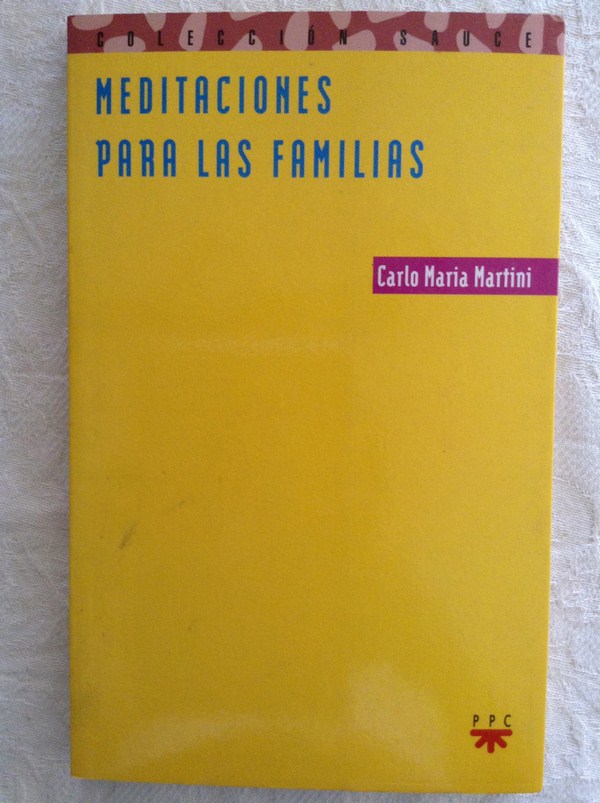 COLECCIÓN SAUCE
MEDITACIONES
PARA LAS FAMILIAS
Carlo Maria Martini
PPC